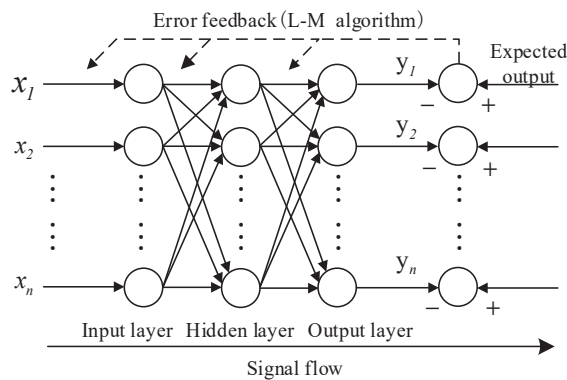 Error feedback(L-M algorithm)
Expected
output
x1
y1
− +
x2
y2
− +
xn
yn
− +
Input layer Hidden layer Output layer
Signal flow